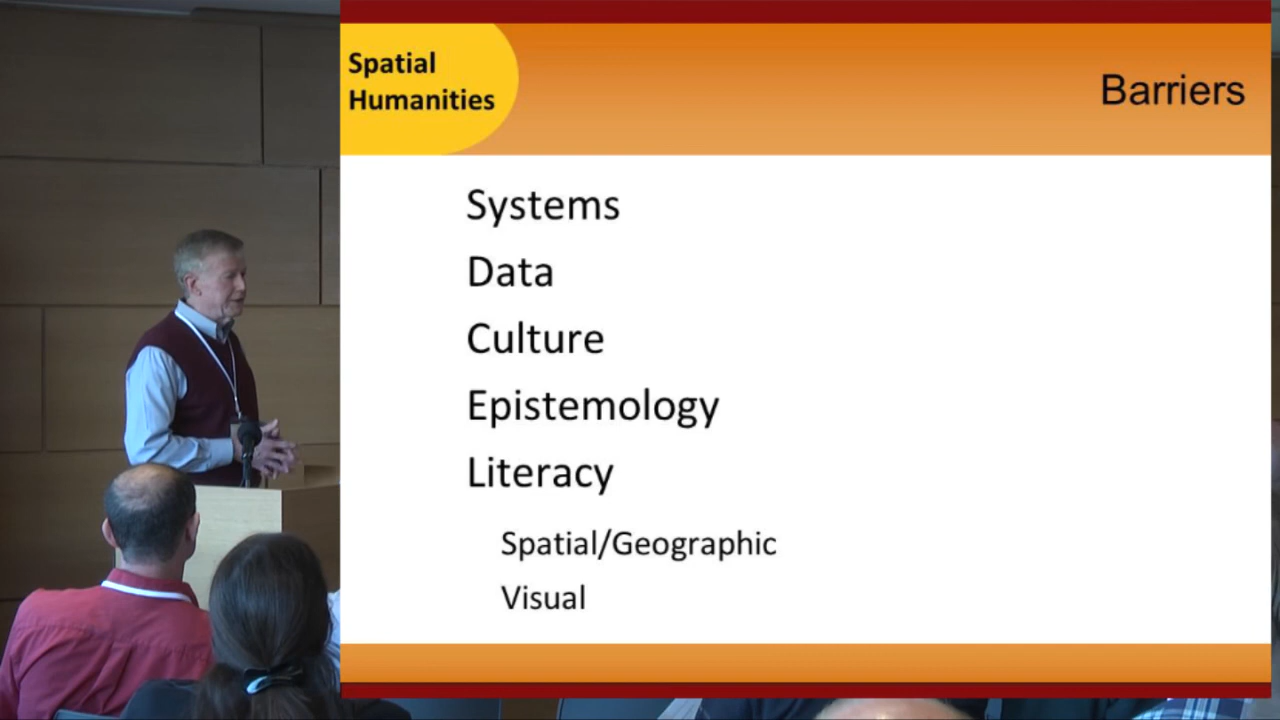 Spatial
Humanities
Barriers
Systems
Data
Culture
Epistemology
Literacy
Spatial/Geographic
Visual